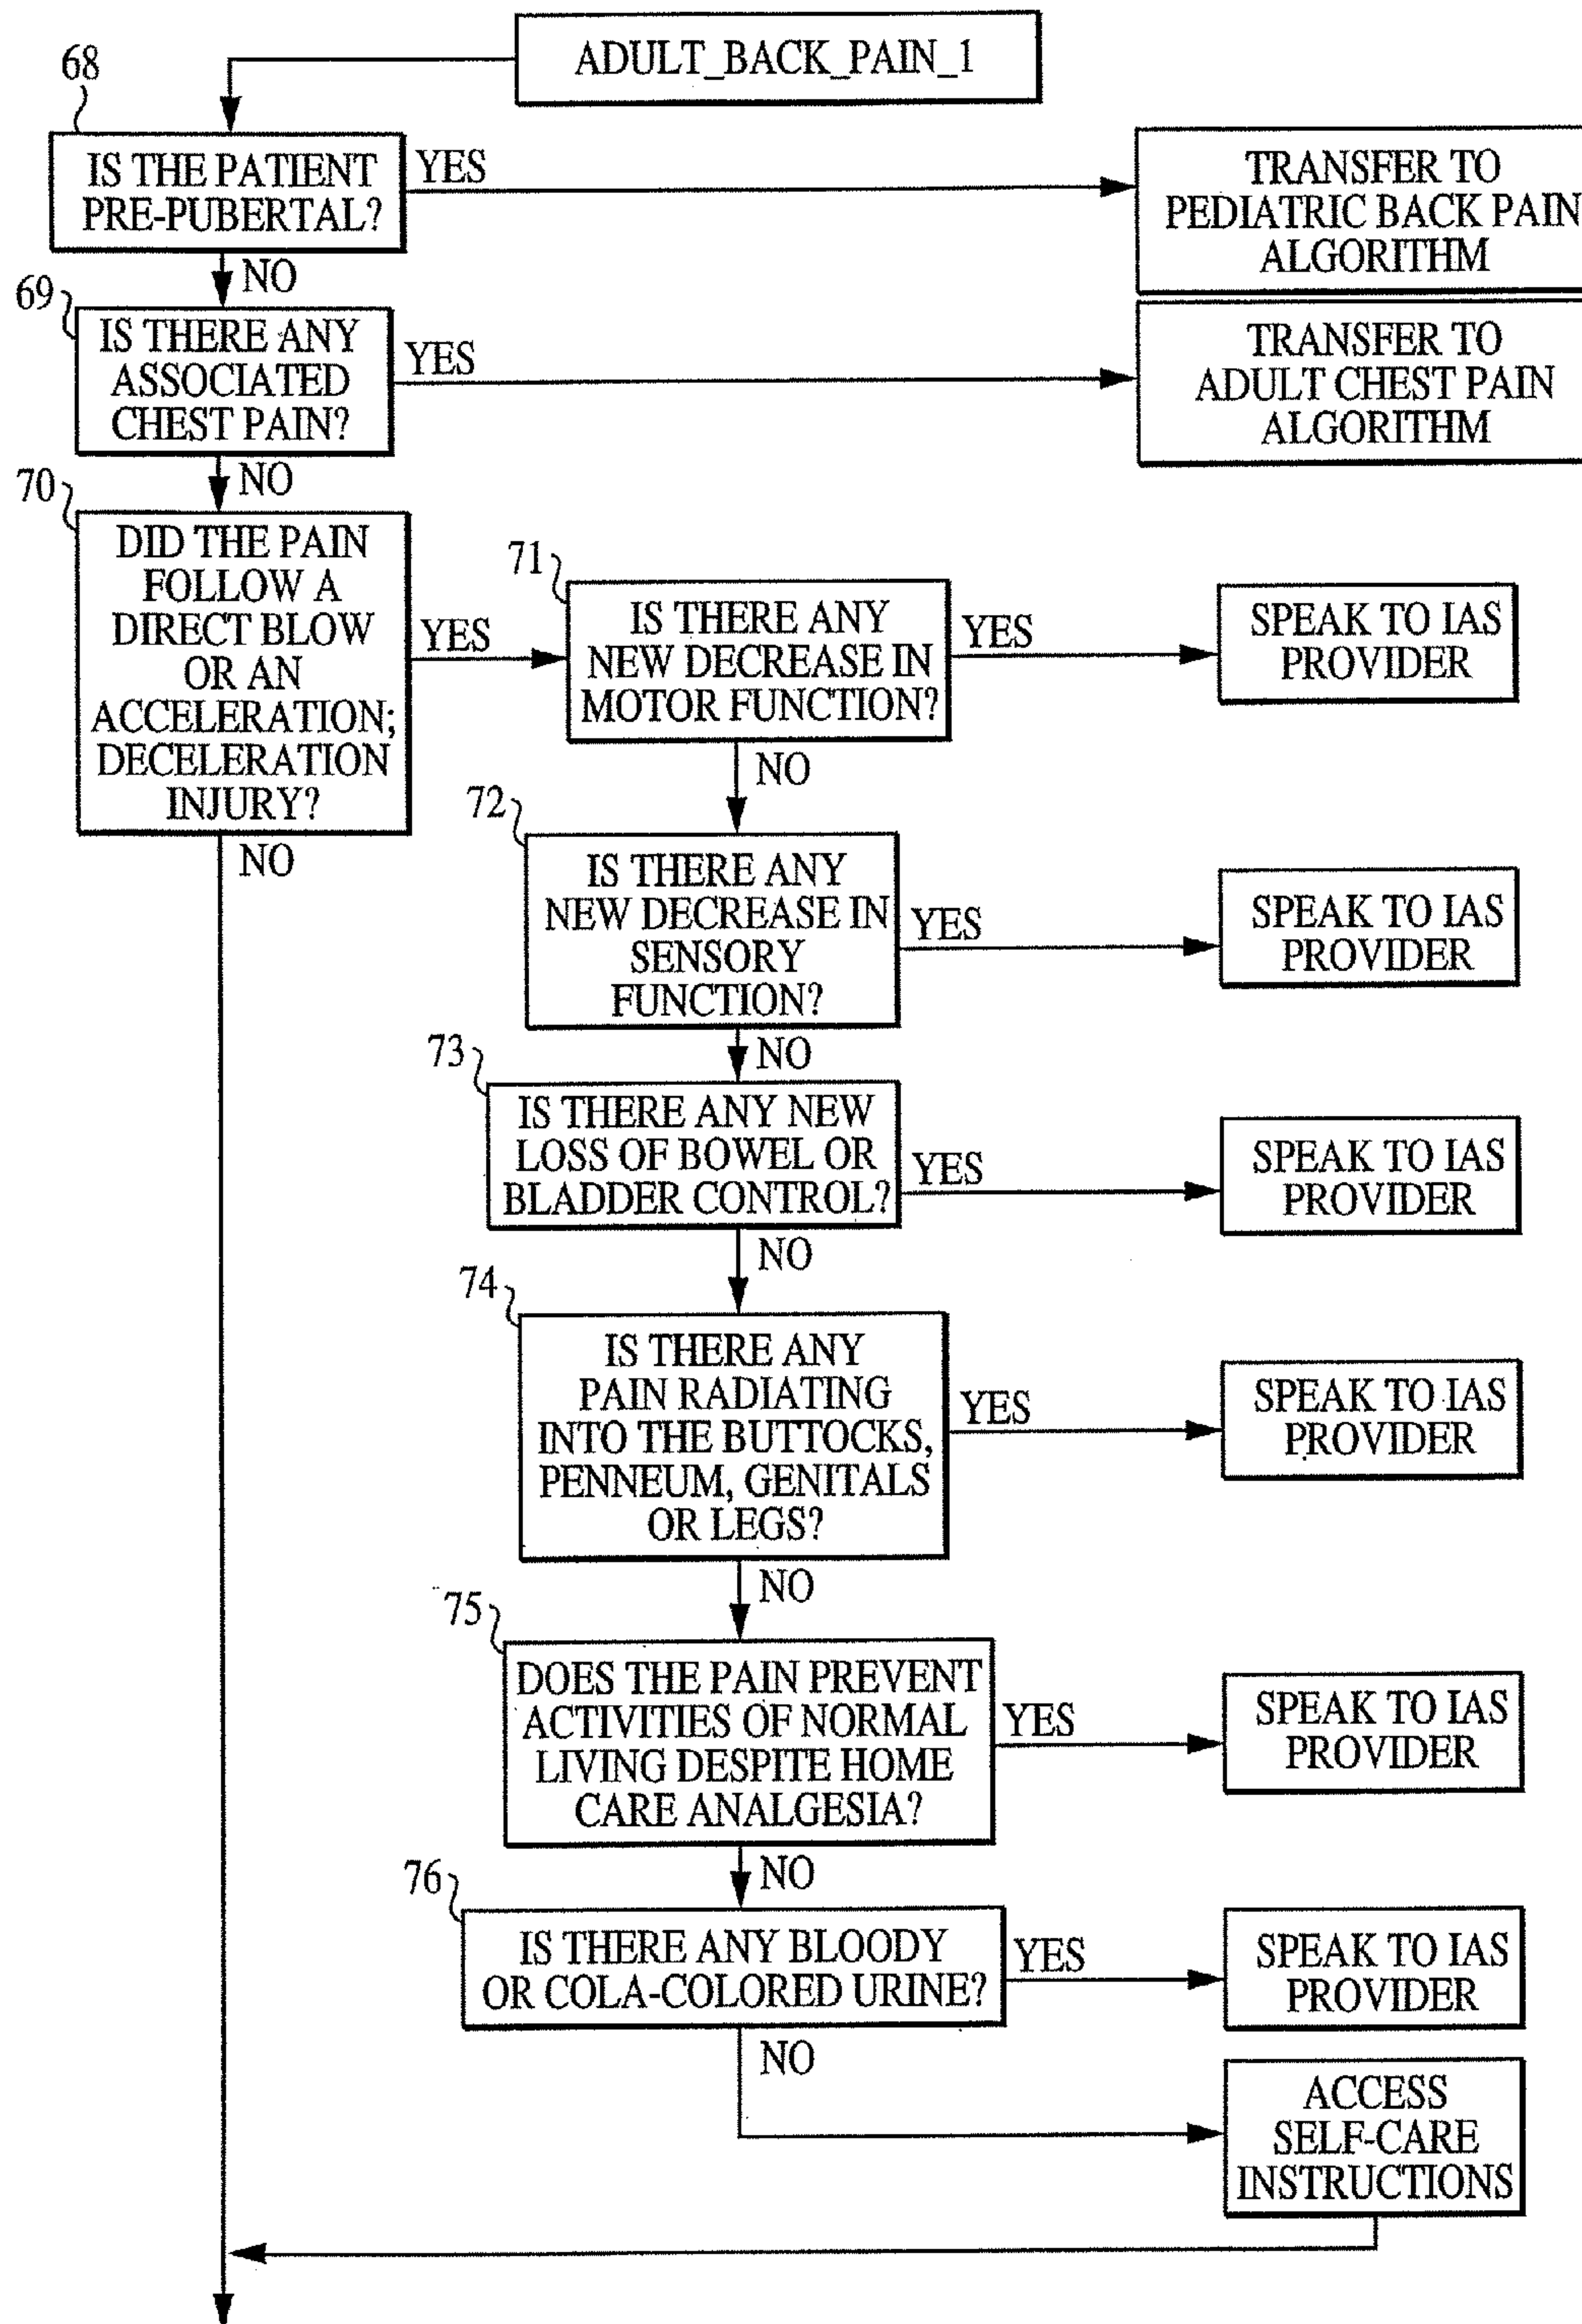 ADULT_BACK_PAIN_1
68
IS THE PATIENT
PRE-PUBERTAL?
YES
TRANSFER TO
PEDIATRIC BACK PAIN
ALGORITHM
NO
69
IS THERE ANY
ASSOCIATED
CHEST PAIN?
YES
TRANSFER TO
ADULT CHEST PAIN
ALGORITHM
NO
70
DID THE PAIN
FOLLOW A
DIRECT BLOW
OR AN
ACCELERATION;
DECELERATION
INJURY?
YES
NO
71
IS THERE ANY
NEW DECREASE IN
MOTOR FUNCTION?
YES
SPEAK TO IAS
PROVIDER
NO
72
IS THERE ANY
NEW DECREASE IN
SENSORY
FUNCTION?
YES
SPEAK TO IAS
PROVIDER
NO
73
IS THERE ANY NEW
LOSS OF BOWEL OR
BLADDER CONTROL?
YES
SPEAK TO IAS
PROVIDER
NO
74
IS THERE ANY
PAIN RADIATING
INTO THE BUTTOCKS,
PENNEUM, GENITALS
OR LEGS?
YES
SPEAK TO IAS
PROVIDER
NO
75
DOES THE PAIN PREVENT
ACTIVITIES OF NORMAL
LIVING DESPITE HOME
CARE ANALGESIA?
YES
SPEAK TO IAS
PROVIDER
NO
76
IS THERE ANY BLOODY
OR COLA-COLORED URINE?
YES
SPEAK TO IAS
PROVIDER
NO
ACCESS
SELF-CARE
INSTRUCTIONS